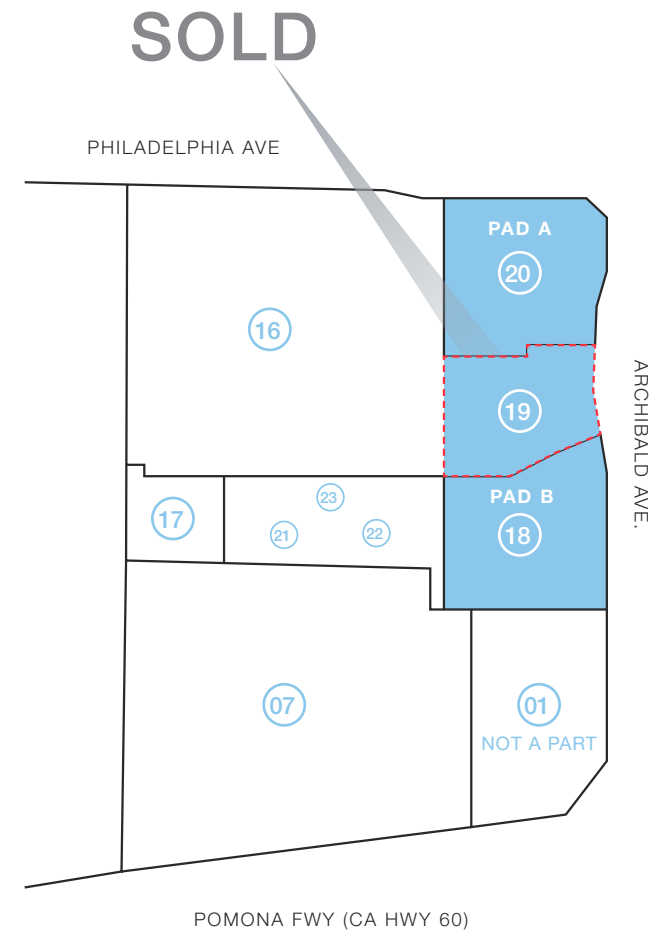 SOLD
PHILADELPHIA AVE
PAD A
20
16
19
ARCHIBALD AVE.
PAD B
23
17
21
22
18
07
01
NOT A PART
POMONA FWY (CA HWY 60)